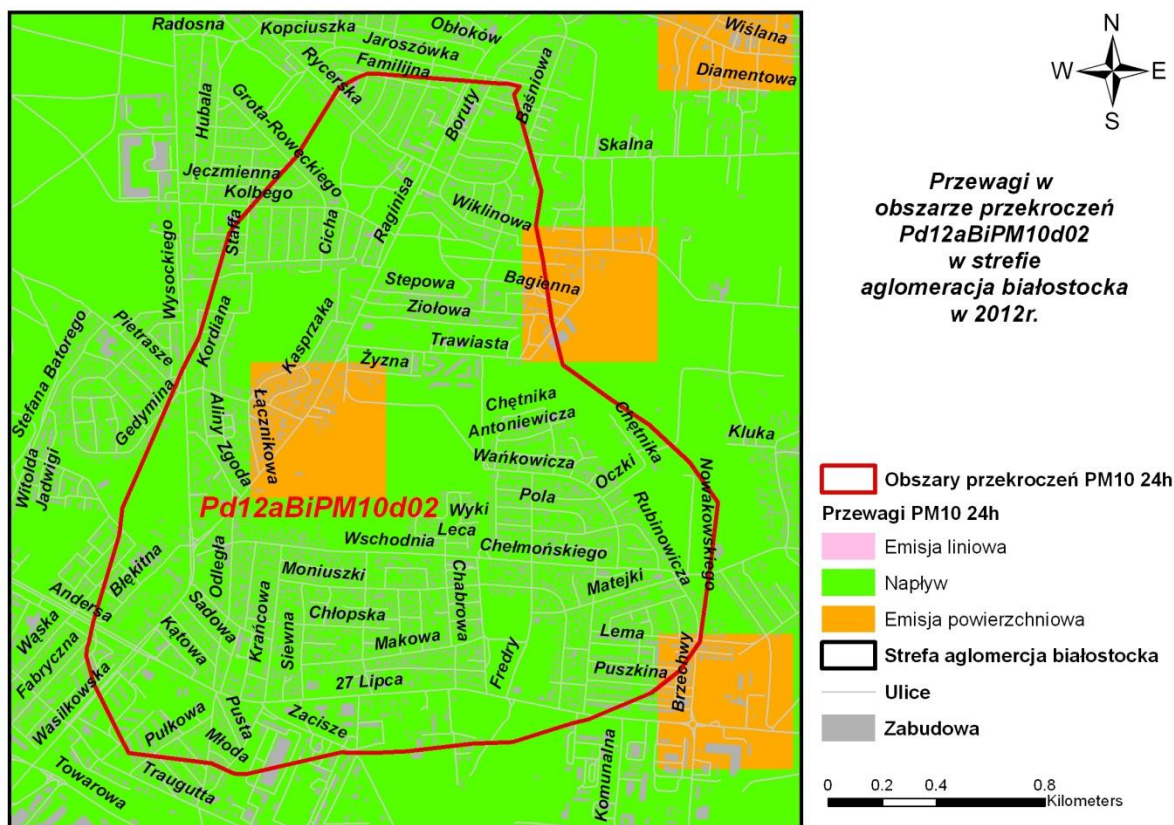 Radosna
Kopciuszka
Obłoków
Jaroszówka
Familijna
Rycerska
Wiślana
Diamentowa
Hubala
Grota-Roweckiego
Boruty
Baśniowa
Skalna
Jęczmienna
Kolbego
Staffa
Cicha
Raginisa
Wiklinowa
Wysockiego
Stepowa
Bagienna
Ziołowa
Trawiasta
Stefana Batorego
Pietrasze
Kordiana
Kasprzaka
Żyzna
Gedymina
Aliny
Zgoda
Łącznikowa
Chętnika
Antoniewicza
Chętnika
Kluka
Witolda
Jadwigi
Wańkowicza
Oczki
Pola
Nowakowskiego
Pd12aBiPM10d02
Wyki
Leca
Rubinowicza
Wschodnia
Chełmońskiego
Błękitna
Odległa
Moniuszki
Chabrowa
Matejki
Andersa
Sadowa
Krańcowa
Siewna
Chłopska
Makowa
Lema
Wąska
Fabryczna
Kątowa
Brzechwy
Puszkina
Wasilkowska
27 Lipca
Fredry
Pułkowa
Pusta
Zacisze
Młoda
Komunalna
Towarowa
Traugutta
N
W
E
S
Przewagi w
obszarze przekroczeń
Pd12aBiPM10d02
w strefie
aglomeracja białostocka
w 2012r.
Obszary przekroczeń PM10 24h
Przewagi PM10 24h
Emisja liniowa
Napływ
Emisja powierzchniowa
Strefa aglomercja białostocka
Ulice
Zabudowa
0 0.2 0.4 0.8
Kilometers